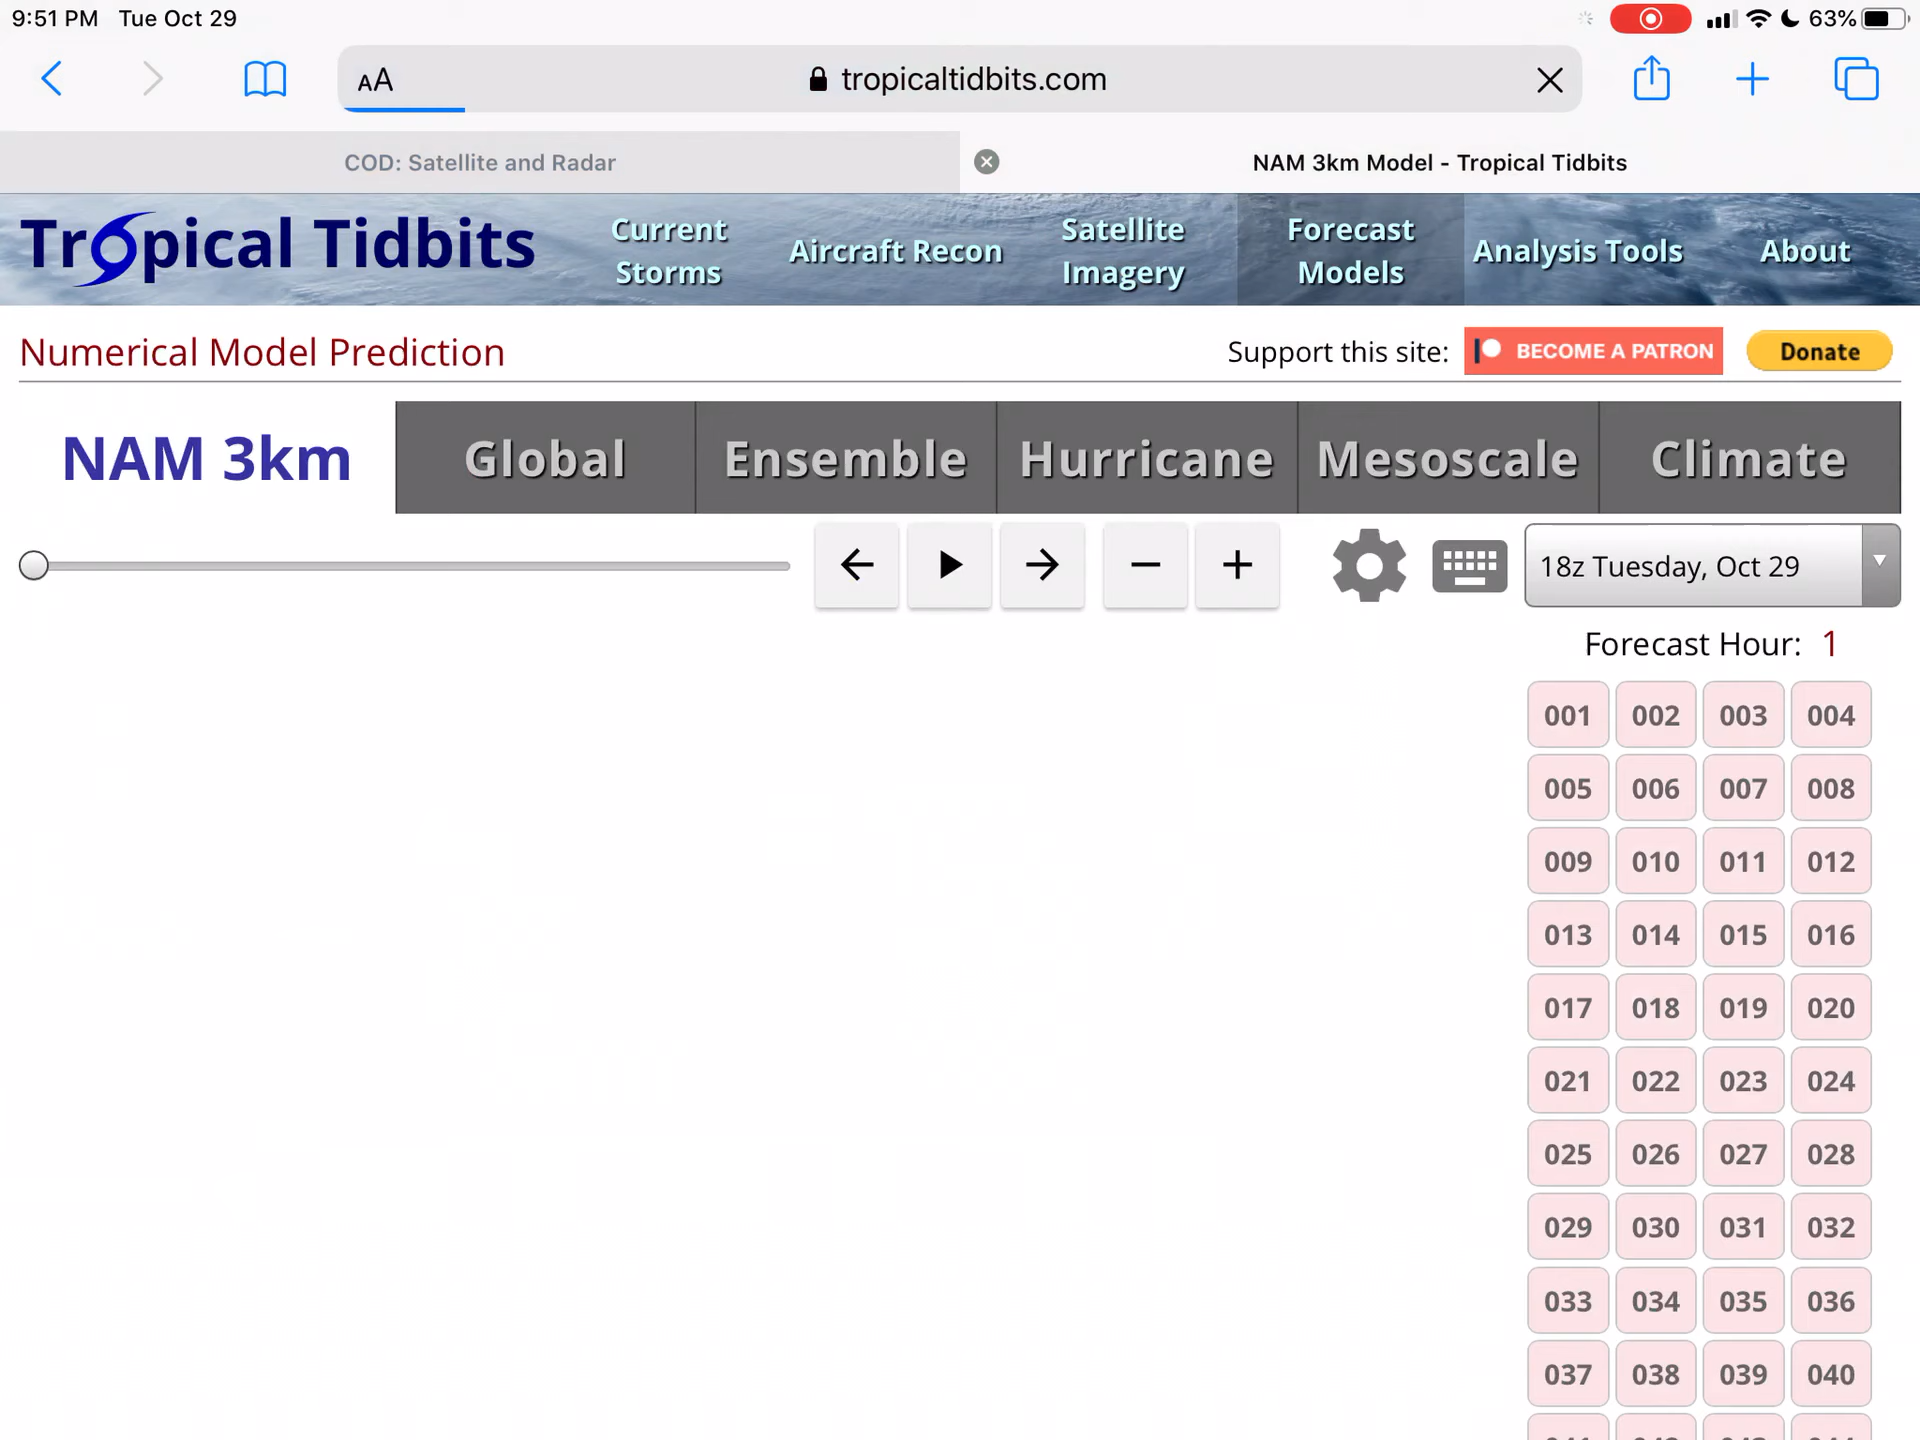 9:51 PM Tue Oct 29
63%
AA
tropicaltidbits.com
COD: Satellite and Radar
NAM 3km Model - Tropical Tidbits
Tropical Tidbits
Current Storms
Aircraft Recon
Satellite Imagery
Forecast Models
Analysis Tools
About
Numerical Model Prediction
Support this site:
BECOME A PATRON
Donate
NAM 3km
Global
Ensemble
Hurricane
Mesoscale
Climate
18z Tuesday, Oct 29
Forecast Hour: 1
001 002 003 004
005 006 007 008
009 010 011 012
013 014 015 016
017 018 019 020
021 022 023 024
025 026 027 028
029 030 031 032
033 034 035 036
037 038 039 040